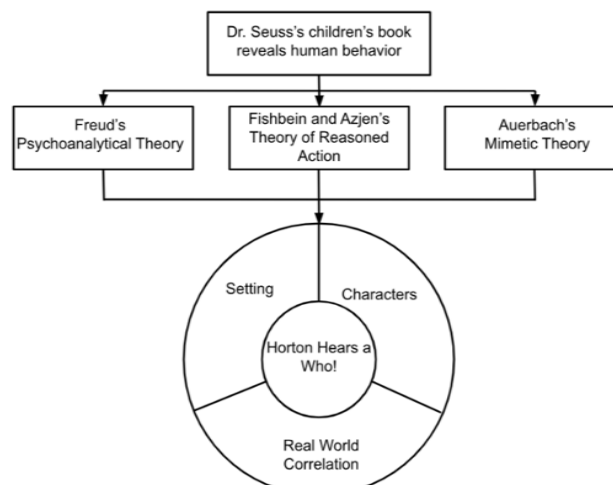 Dr. Seuss's children's book
reveals human behavior
Freud's
Psychoanalytical Theory
Fishbein and Azjen's
Theory of Reasoned
Action
Auerbach's
Mimetic Theory
Setting
Characters
Horton Hears a
Who!
Real World
Correlation